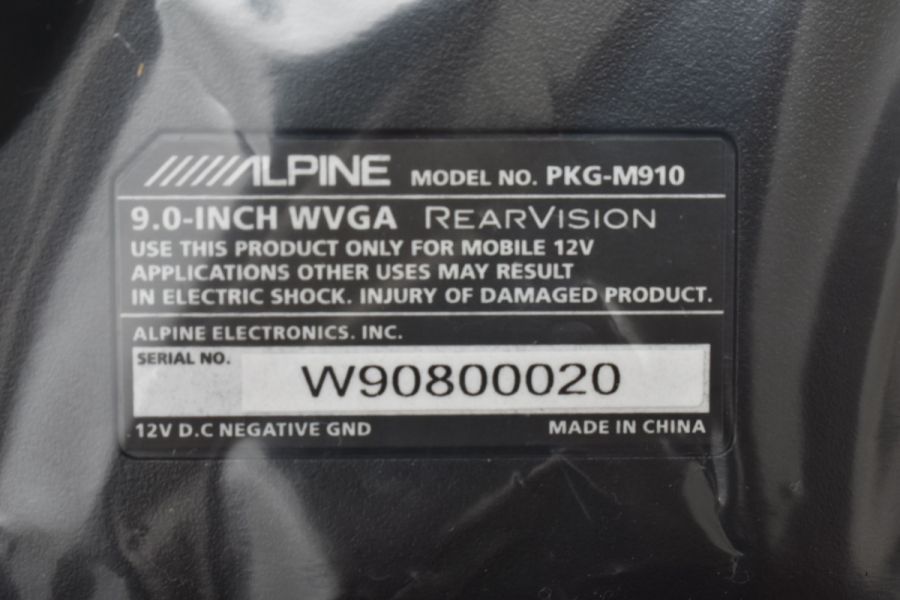 ALPINE MODEL NO. PKG-M910
9.0-INCH WVGA REARVISION
USE THIS PRODUCT ONLY FOR MOBILE 12V
APPLICATIONS OTHER USES MAY RESULT
IN ELECTRIC SHOCK. INJURY OF DAMAGED PRODUCT.
ALPINE ELECTRONICS. INC.
SERIAL NO. W90800020
12V D.C NEGATIVE GND MADE IN CHINA